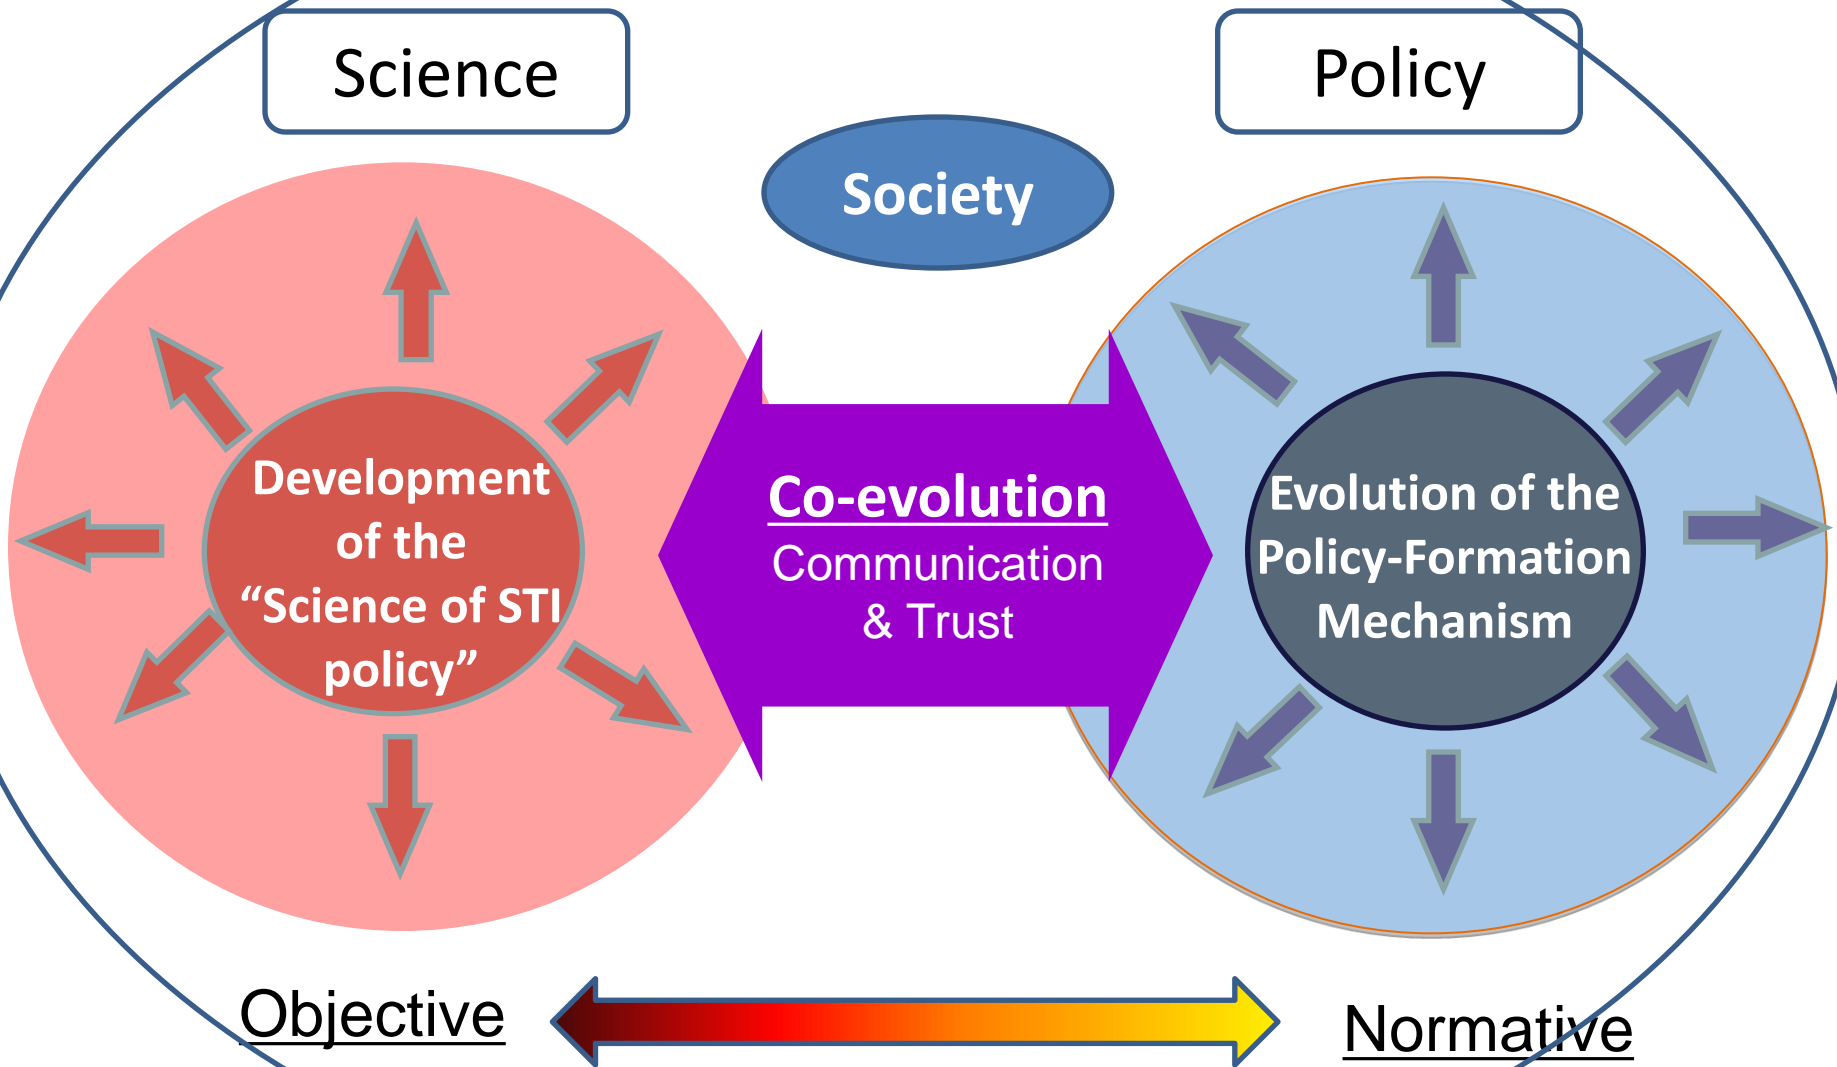 Science
Policy
Society
Development
of the
“Science of STI
policy”
Co-evolution
Communication
& Trust
Evolution of the
Policy-Formation
Mechanism
Objective
Normative